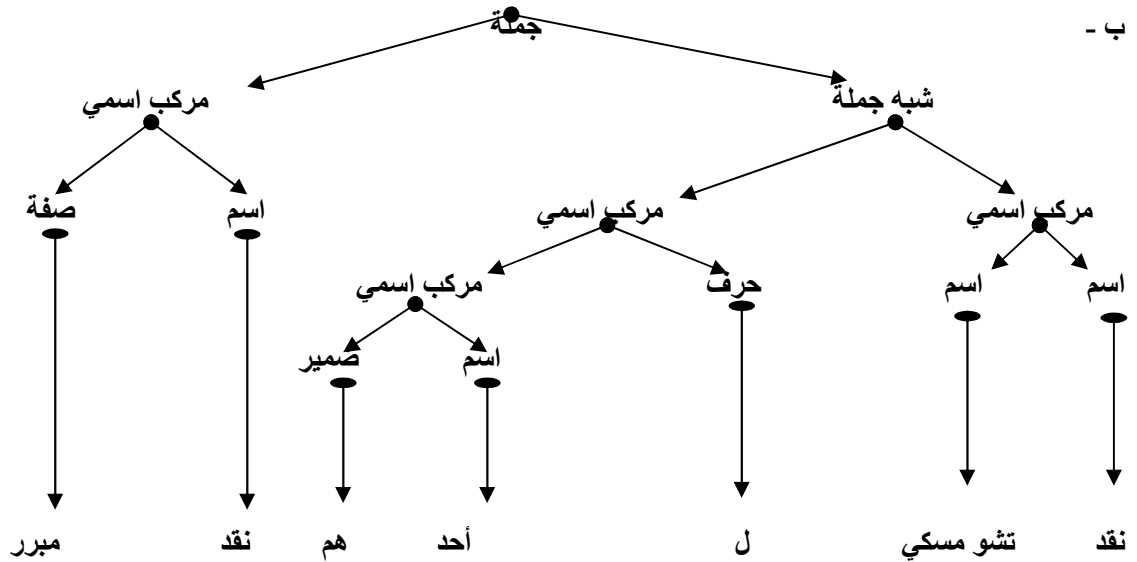 ب -
جملة
شبه جملة مركب اسمي
مركب اسمي مركب اسمي اسم صفة
اسم اسم حرف مركب اسمي
اسم صمير
نقد تشو مسكي ل أحد هم نقد مبرر